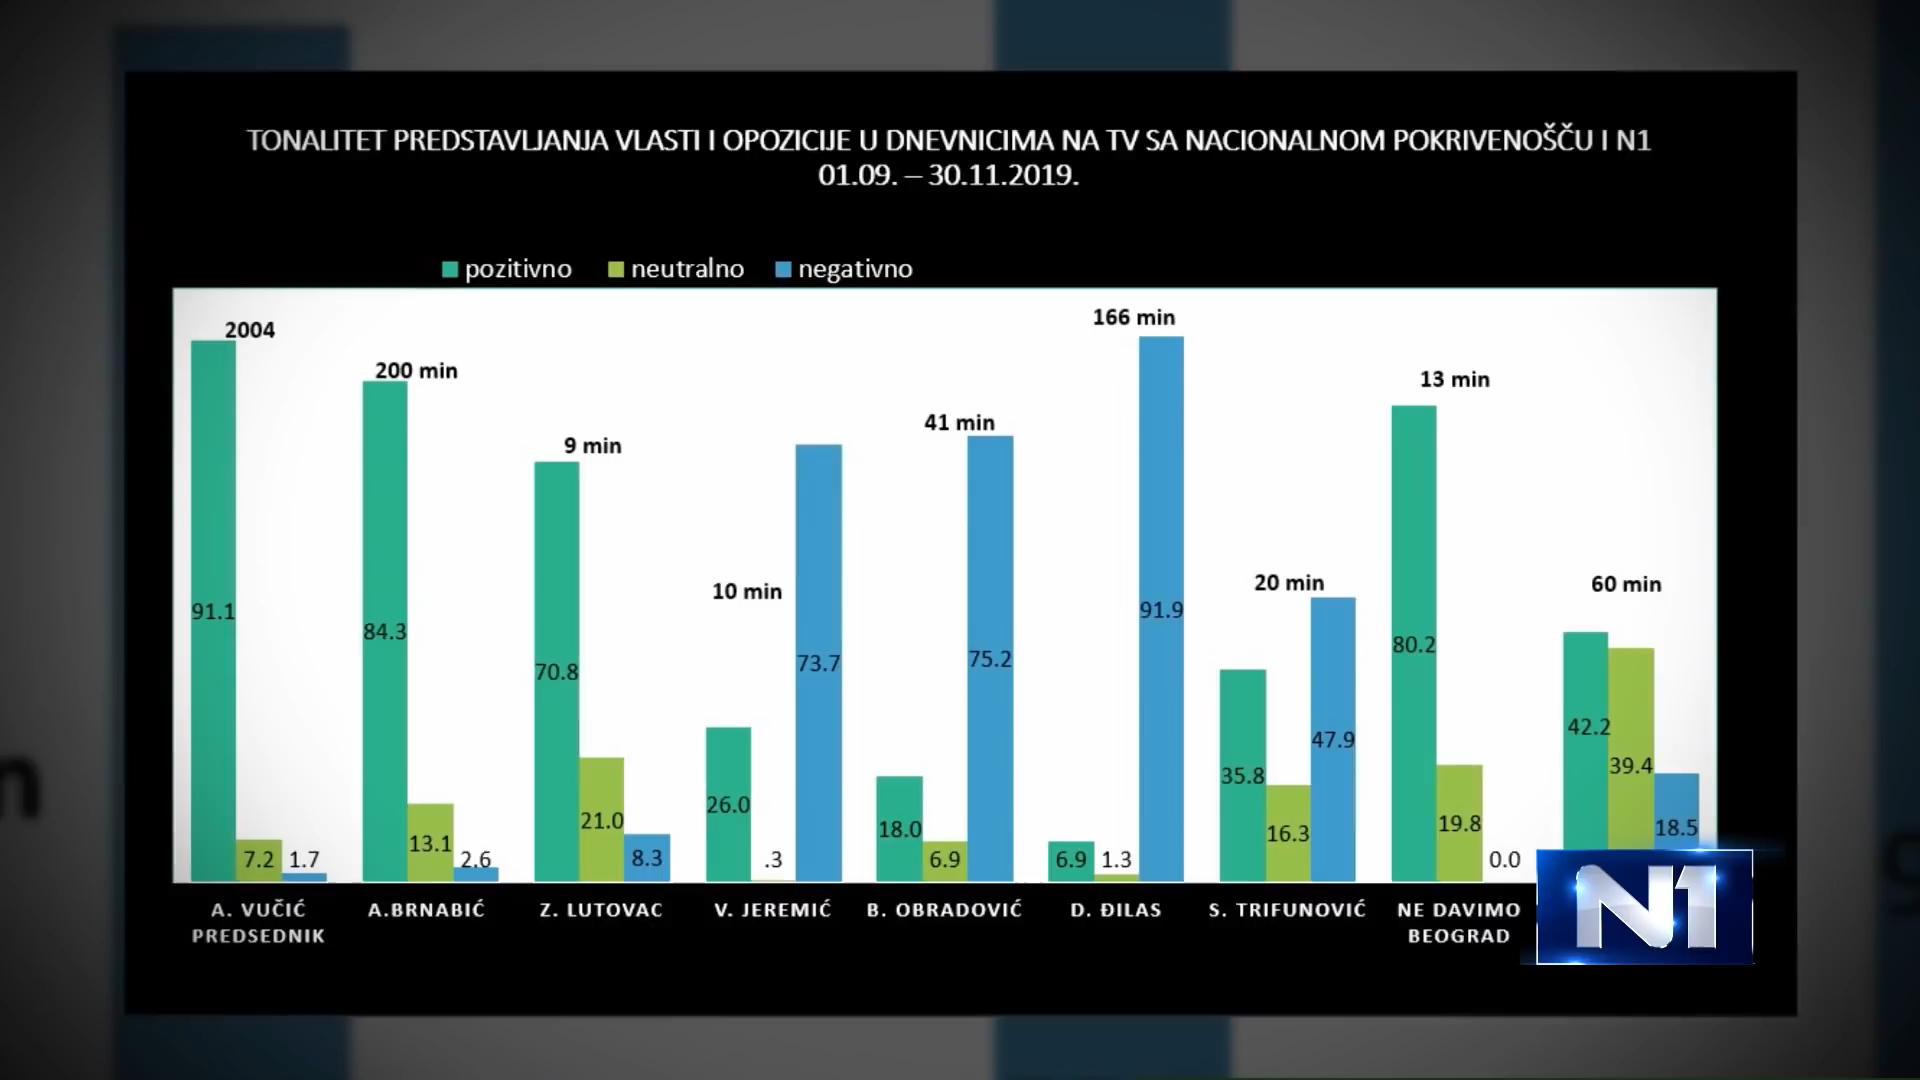 TONALITET PREDSTAVLJANJA VLASTI I OPOZICIJE U DNEVNICIMA NA TV SA NACIONALNOM POKRIVENOŠČU I N1
01.09. – 30.11.2019.
pozitivno neutralno negativno
2004
200 min
9 min
10 min
41 min
166 min
20 min
13 min
60 min
91.1 7.2 1.7
84.3 13.1 2.6
70.8 21.0 8.3
26.0 .3 73.7
18.0 6.9 75.2
6.9 1.3 91.9
35.8 16.3 47.9
80.2 19.8 0.0
42.2 39.4 18.5
A. VUČIĆ
PREDSEDNIK
A.BRNABIĆ
Z. LUTOVAC
V. JEREMIĆ
B. OBRADOVIĆ
D. ĐILAS
S. TRIFUNOVIĆ
NE DAVIMO
BEOGRAD
N1